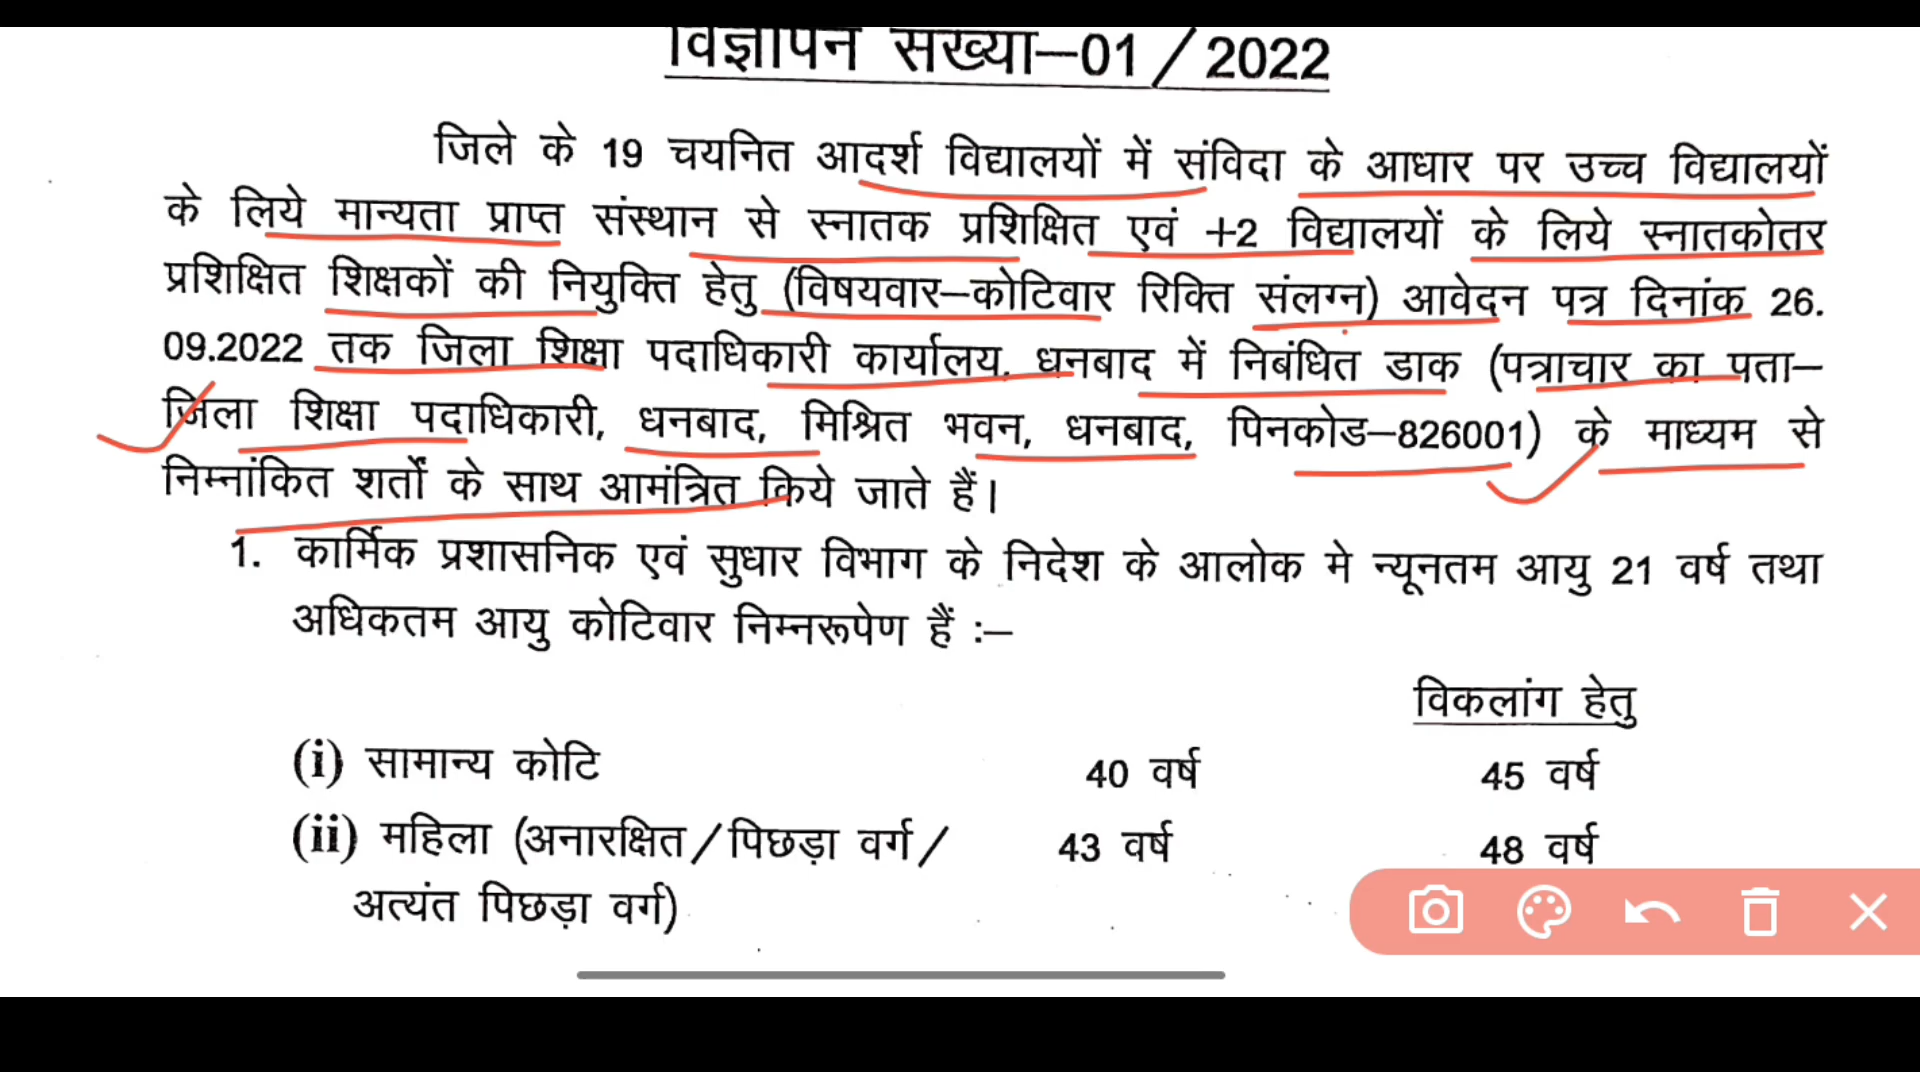 विज्ञापन संख्या–01/2022
जिले के 19 चयनित आदर्श विद्यालयों में संविदा के आधार पर उच्च विद्यालयों
के लिये मान्यता प्राप्त संस्थान से स्नातक प्रशिक्षित एवं +2 विद्यालयों के लिये स्नातकोतर
प्रशिक्षित शिक्षकों की नियुक्ति हेतु (विषयवार–कोटिवार रिक्ति संलग्न) आवेदन पत्र दिनांक 26.
09.2022 तक जिला शिक्षा पदाधिकारी कार्यालय, धनबाद में निबंधित डाक (पत्राचार का पता–
जिला शिक्षा पदाधिकारी, धनबाद, मिश्रित भवन, धनबाद, पिनकोड–826001) के माध्यम से
निम्नांकित शर्तों के साथ आमंत्रित किये जाते हैं।
1. कार्मिक प्रशासनिक एवं सुधार विभाग के निदेश के आलोक मे न्यूनतम आयु 21 वर्ष तथा
अधिकतम आयु कोटिवार निम्नरूपेण हैं :–
विकलांग हेतु
(i) सामान्य कोटि 40 वर्ष 45 वर्ष
(ii) महिला (अनारक्षित/पिछड़ा वर्ग/ 43 वर्ष 48 वर्ष
अत्यंत पिछड़ा वर्ग)